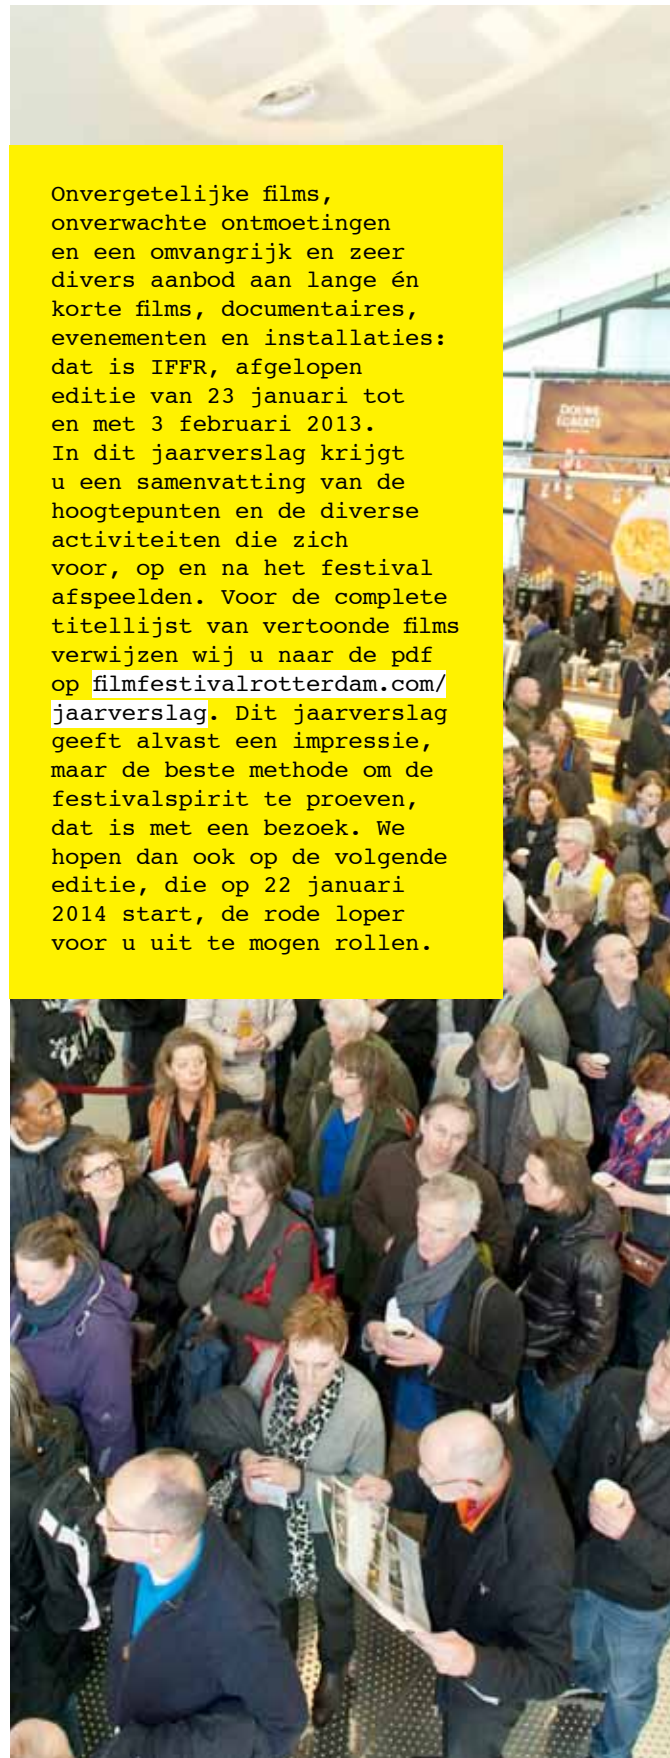 Onvergetelijke films,
onverwachte ontmoetingen
en een omvangrijk en zeer
divers aanbod aan lange én
korte films, documentaires,
evenementen en installaties:
dat is IFFR, afgelopen
editie van 23 januari tot
en met 3 februari 2013.
In dit jaarverslag krijgt
u een samenvatting van de
hoogtepunten en de diverse
activiteiten die zich
voor, op en na het festival
afspeelden. Voor de complete
titellijst van vertoonde films
verwijzen wij u naar de pdf
op filmfestivalrotterdam.com/
jaarverslag. Dit jaarverslag
geeft alvast een impressie,
maar de beste methode om de
festivalspirit te proeven,
dat is met een bezoek. We
hopen dan ook op de volgende
editie, die op 22 januari
2014 start, de rode loper
voor u uit te mogen rollen.
DOUWE
EGBERTS